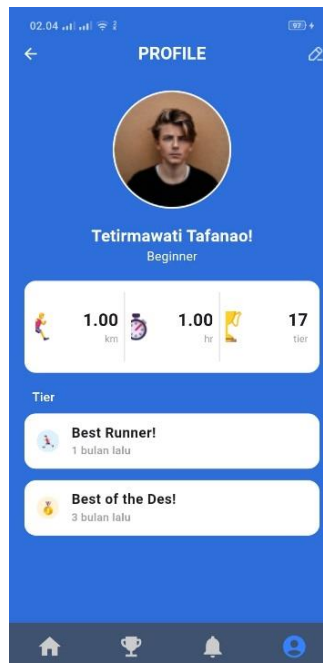 02.04
97
PROFILE
Tetirmawati Tafanao!
Beginner
1.00
km
1.00
hr
17
tier
Tier
Best Runner!
1 bulan lalu
Best of the Des!
3 bulan lalu